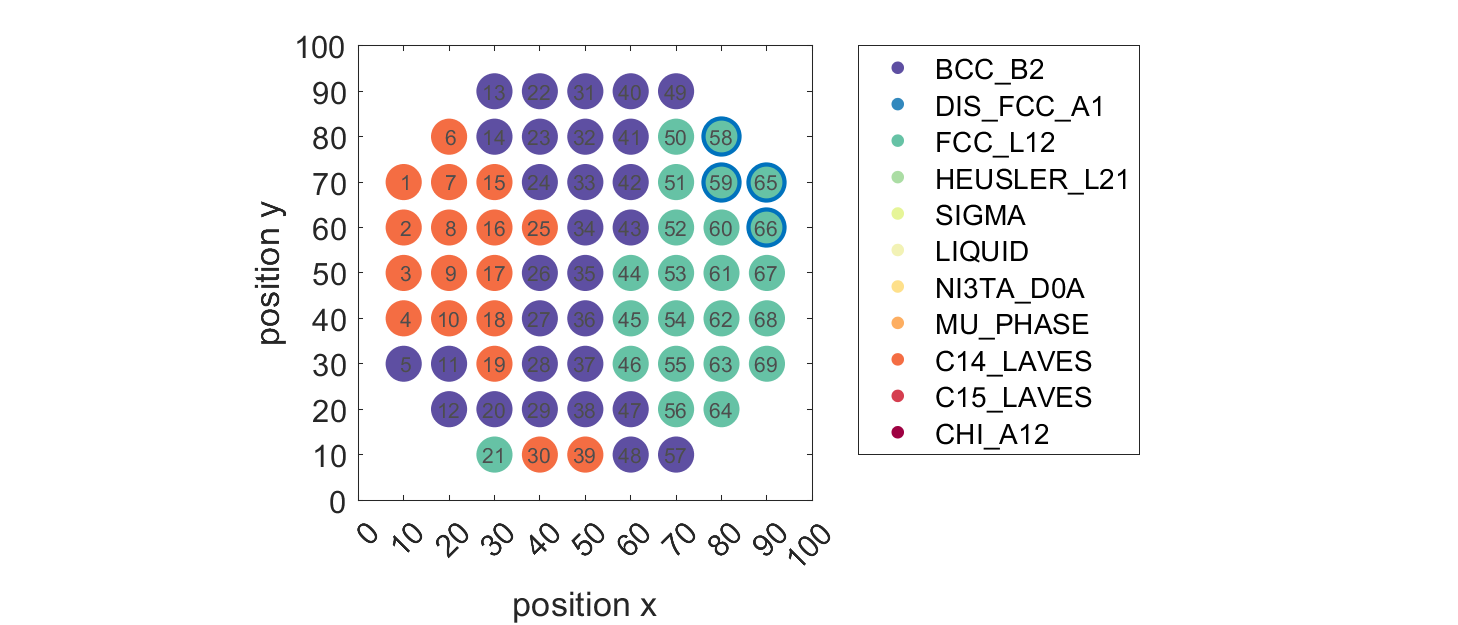 100
90
80
70
60
50
40
30
20
10
0
position y
13 22 31 40 49
6 14 23 32 41 50 58
1 7 15 24 33 42 51 59 65
2 8 16 25 34 43 52 60 66
3 9 17 26 35 44 53 61 67
4 10 18 27 36 45 54 62 68
5 11 19 28 37 46 55 63 69
12 20 29 38 47 56 64
21 30 39 48 57
0 10 20 30 40 50 60 70 80 90 100
position x
BCC_B2
DIS_FCC_A1
FCC_L12
HEUSLER_L21
SIGMA
LIQUID
NI3TA_D0A
MU_PHASE
C14_LAVES
C15_LAVES
CHI_A12